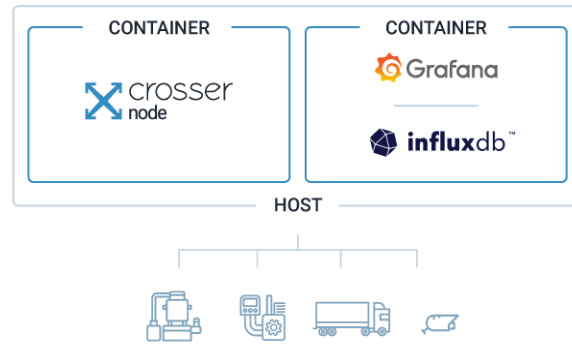 CONTAINER
CONTAINER
crosser
node
Grafana
influxdb™
HOST